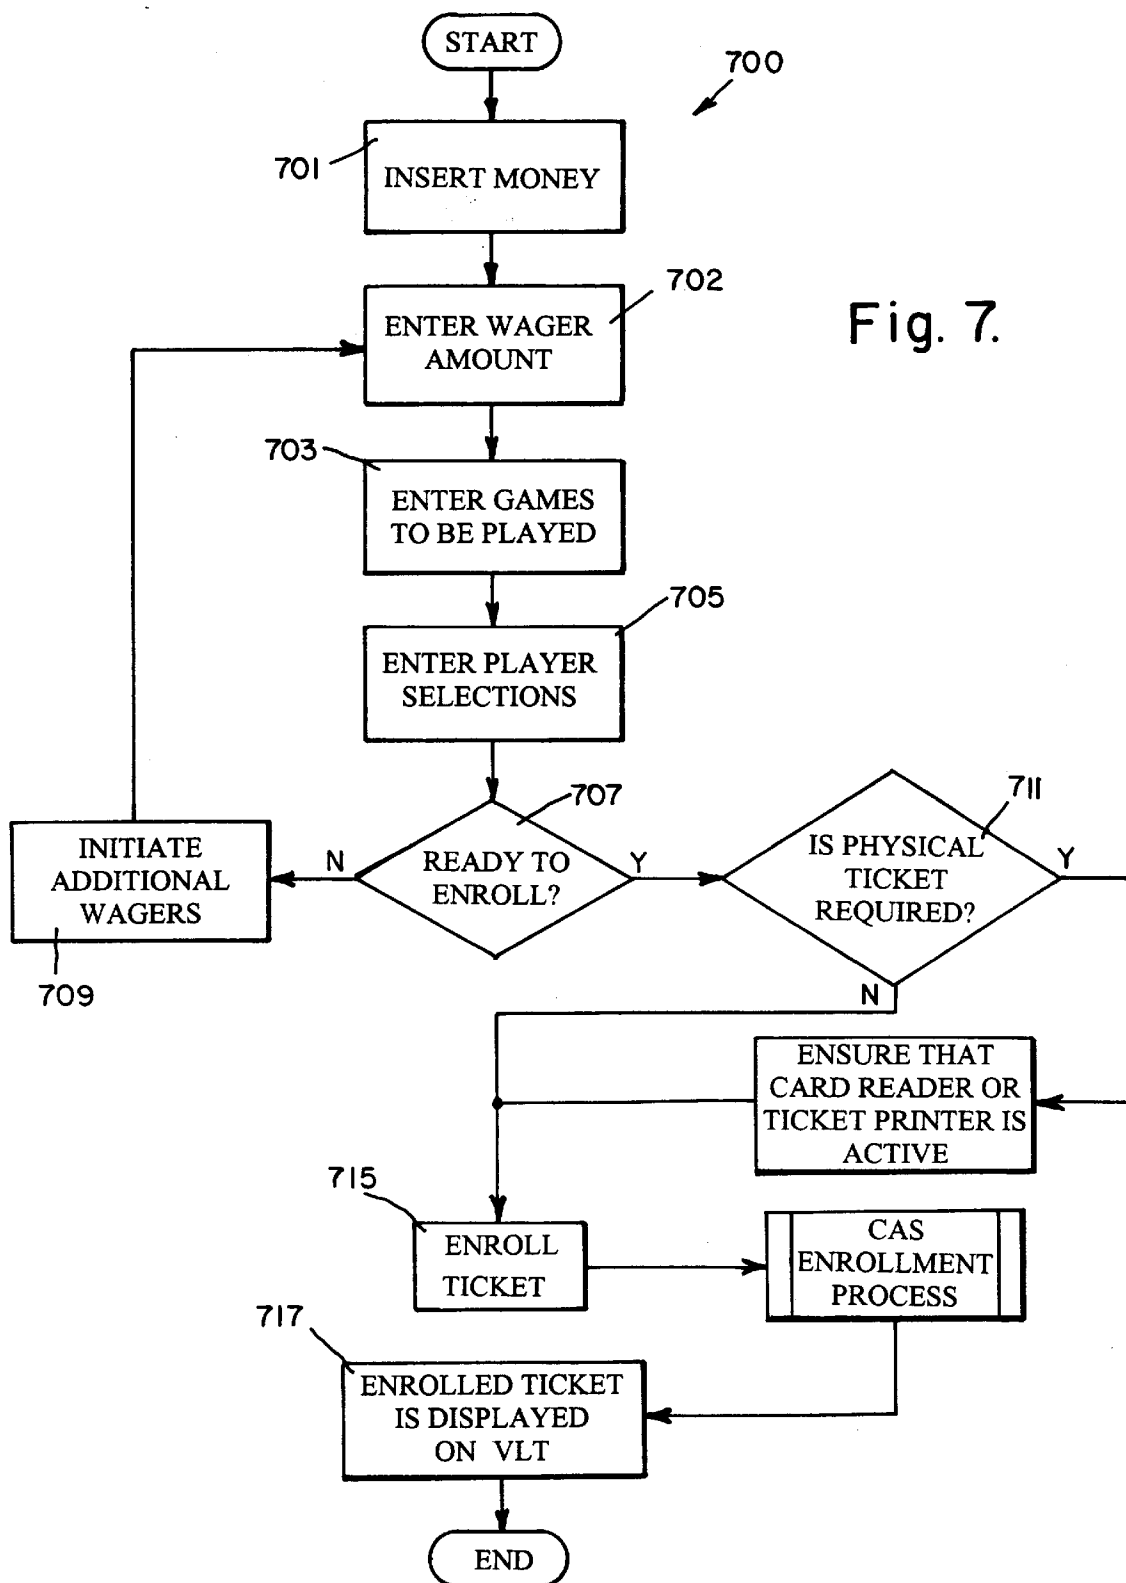 START
700
701
INSERT MONEY
702
ENTER WAGER
AMOUNT
Fig. 7.
703
ENTER GAMES
TO BE PLAYED
705
ENTER PLAYER
SELECTIONS
707
711
INITIATE
ADDITIONAL
WAGERS
N
READY TO
ENROLL?
Y
IS PHYSICAL
TICKET
REQUIRED?
Y
709
N
ENSURE THAT
CARD READER OR
TICKET PRINTER IS
ACTIVE
715
ENROLL
TICKET
CAS
ENROLLMENT
PROCESS
717
ENROLLED TICKET
IS DISPLAYED
ON VLT
END